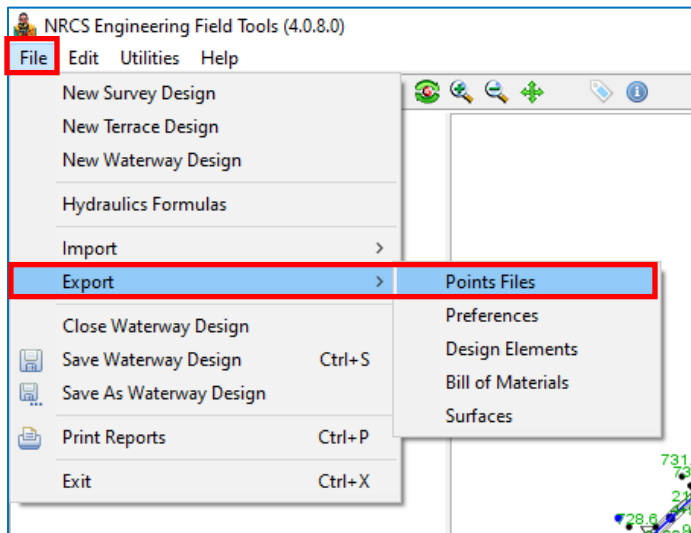 NRCS Engineering Field Tools (4.0.8.0)
File Edit Utilities Help
New Survey Design
New Terrace Design
New Waterway Design
Hydraulics Formulas
Import >
Export >
Points Files
Preferences
Design Elements
Bill of Materials
Surfaces
Close Waterway Design
Save Waterway Design Ctrl+S
Save As Waterway Design
Print Reports Ctrl+P
Exit Ctrl+X
728.6